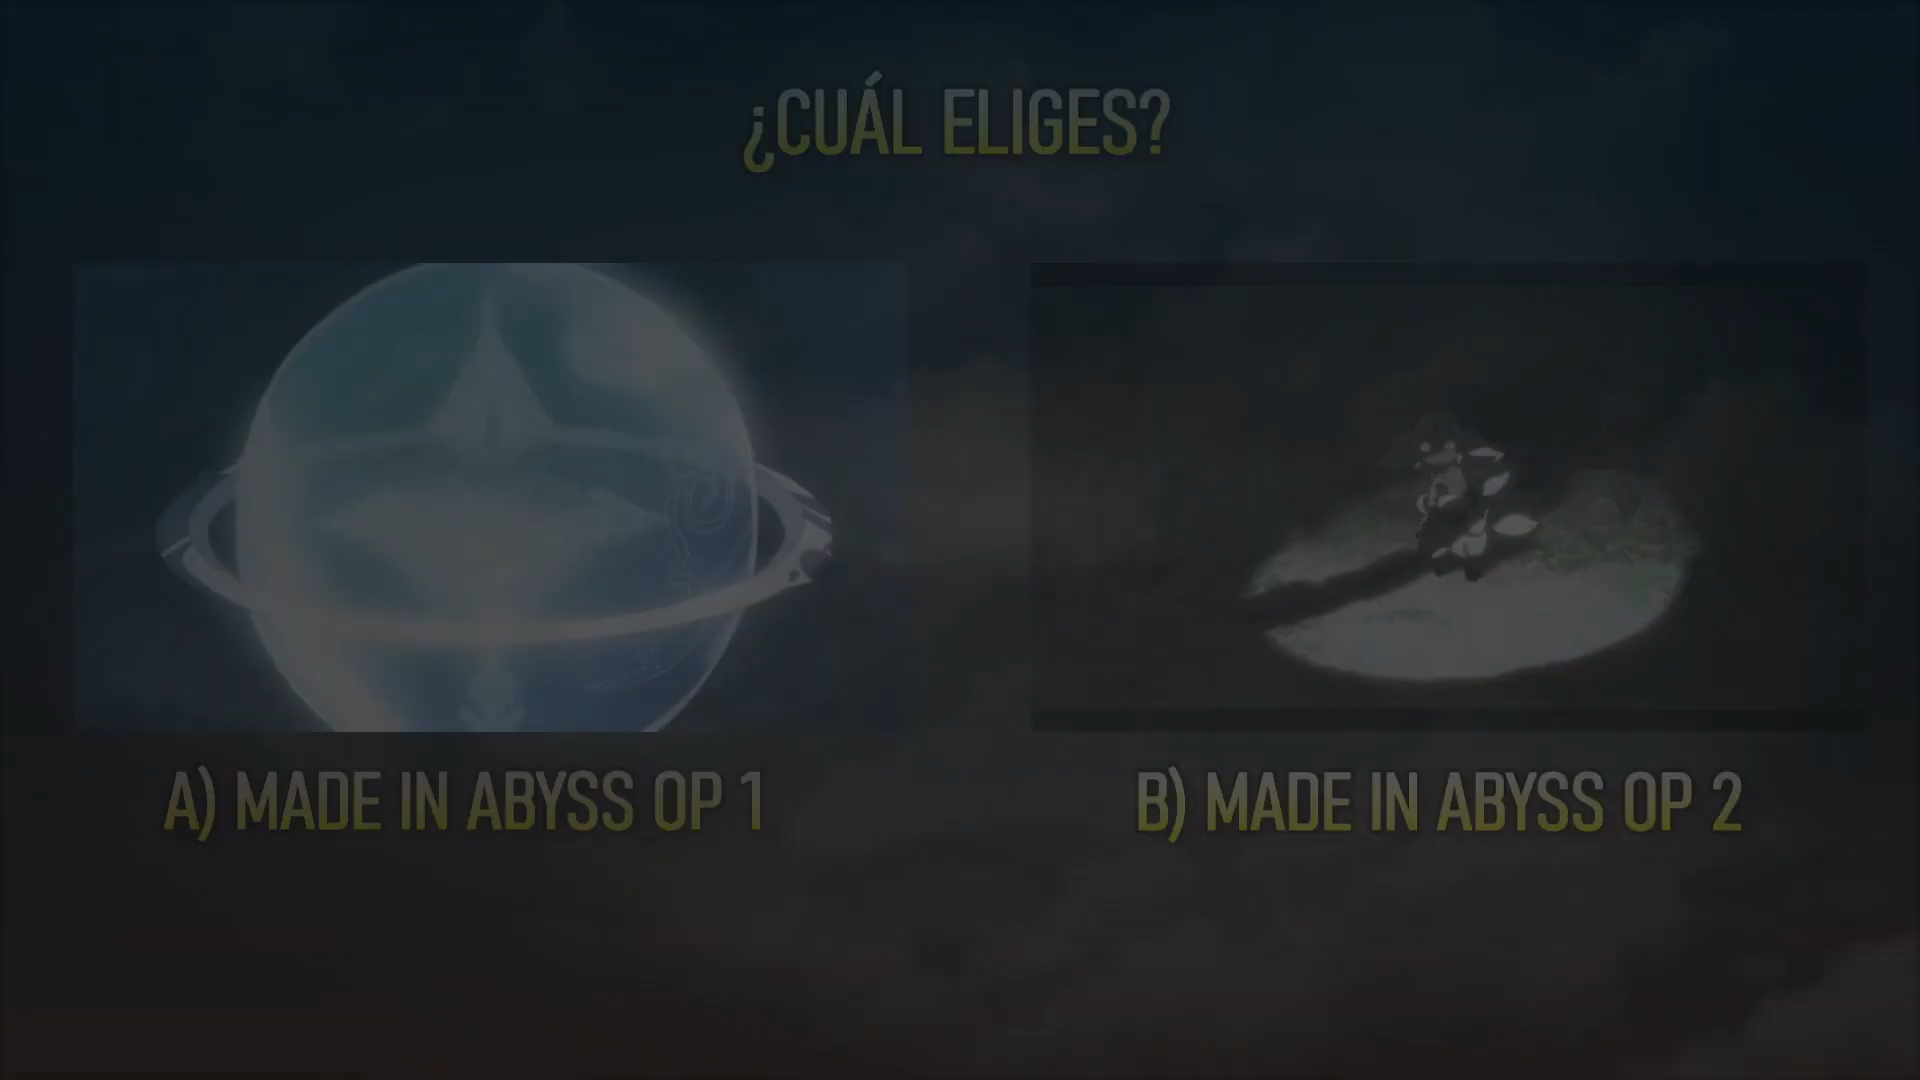 ¿CUÁL ELIGES?
A) MADE IN ABYSS OP 1
B) MADE IN ABYSS OP 2